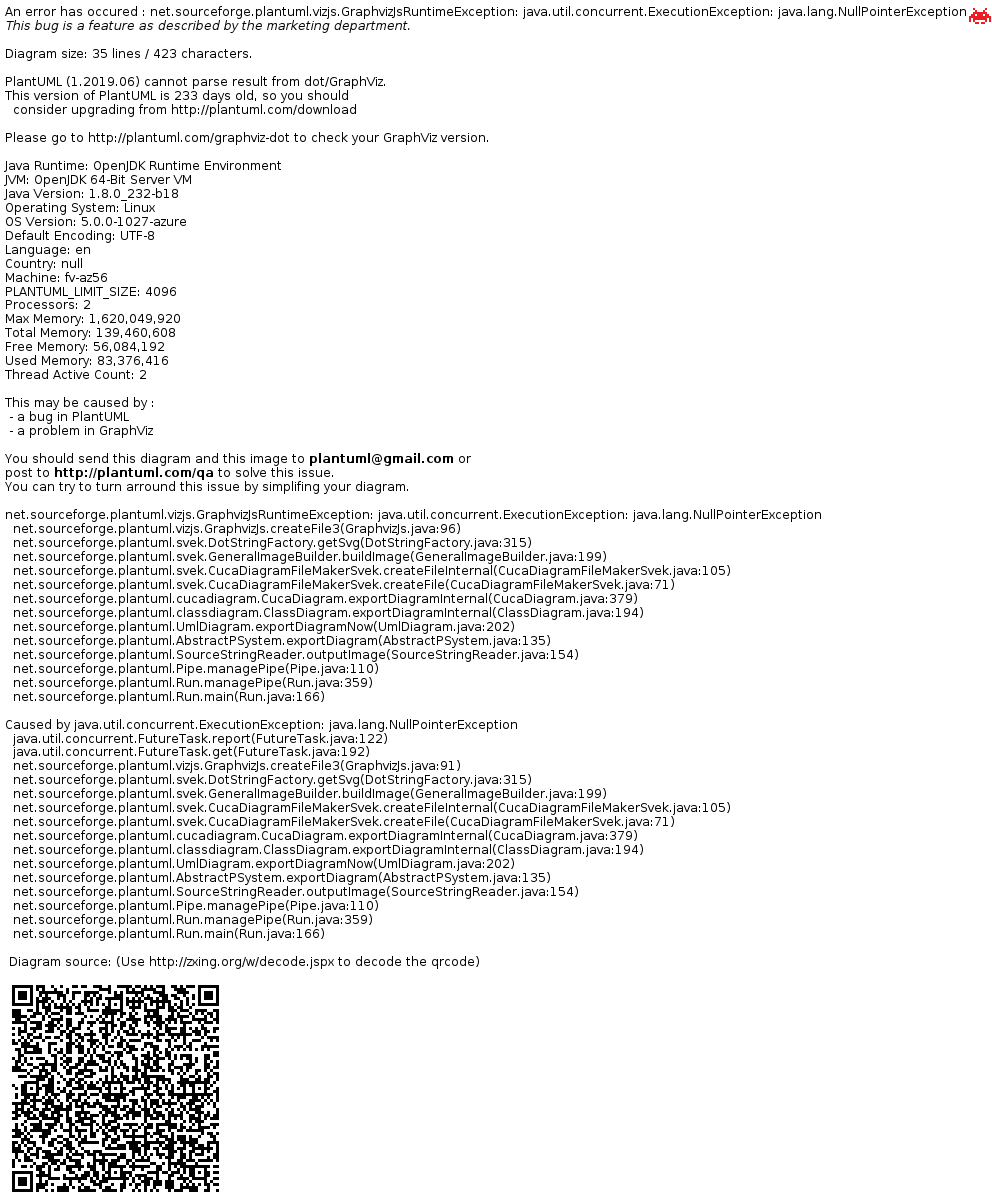 An error has occured : net.sourceforge.plantuml.vizjs.GraphvizJsRuntimeException: java.util.concurrent.ExecutionException: java.lang.NullPointerException
This bug is a feature as described by the marketing department.
Diagram size: 35 lines / 423 characters.
PlantUML (1.2019.06) cannot parse result from dot/GraphViz.
This version of PlantUML is 233 days old, so you should
consider upgrading from http://plantuml.com/download
Please go to http://plantuml.com/graphviz-dot to check your GraphViz version.
Java Runtime: OpenJDK Runtime Environment
JVM: OpenJDK 64-Bit Server VM
Java Version: 1.8.0_232-b18
Operating System: Linux
OS Version: 5.0.0-1027-azure
Default Encoding: UTF-8
Language: en
Country: null
Machine: fv-az56
PLANTUML_LIMIT_SIZE: 4096
Processors: 2
Max Memory: 1,620,049,920
Total Memory: 139,460,608
Free Memory: 56,084,192
Used Memory: 83,376,416
Thread Active Count: 2
This may be caused by :
- a bug in PlantUML
- a problem in GraphViz
You should send this diagram and this image to plantuml@gmail.com or
post to http://plantuml.com/qa to solve this issue.
You can try to turn arround this issue by simplifing your diagram.
net.sourceforge.plantuml.vizjs.GraphvizJsRuntimeException: java.util.concurrent.ExecutionException: java.lang.NullPointerException
net.sourceforge.plantuml.vizjs.GraphvizJs.createFile3(GraphvizJs.java:96)
net.sourceforge.plantuml.svek.DotStringFactory.getSvg(DotStringFactory.java:315)
net.sourceforge.plantuml.svek.GeneralImageBuilder.buildImage(GeneralImageBuilder.java:199)
net.sourceforge.plantuml.svek.CucaDiagramFileMakerSvek.createFileInternal(CucaDiagramFileMakerSvek.java:105)
net.sourceforge.plantuml.svek.CucaDiagramFileMakerSvek.createFile(CucaDiagramFileMakerSvek.java:71)
net.sourceforge.plantuml.cucadiagram.CucaDiagram.exportDiagramInternal(CucaDiagram.java:379)
net.sourceforge.plantuml.classdiagram.ClassDiagram.exportDiagramInternal(ClassDiagram.java:194)
net.sourceforge.plantuml.UmlDiagram.exportDiagramNow(UmlDiagram.java:202)
net.sourceforge.plantuml.AbstractPSystem.exportDiagram(AbstractPSystem.java:135)
net.sourceforge.plantuml.SourceStringReader.outputImage(SourceStringReader.java:154)
net.sourceforge.plantuml.Pipe.managePipe(Pipe.java:110)
net.sourceforge.plantuml.Run.managePipe(Run.java:359)
net.sourceforge.plantuml.Run.main(Run.java:166)
Caused by java.util.concurrent.ExecutionException: java.lang.NullPointerException
java.util.concurrent.FutureTask.report(FutureTask.java:122)
java.util.concurrent.FutureTask.get(FutureTask.java:192)
net.sourceforge.plantuml.vizjs.GraphvizJs.createFile3(GraphvizJs.java:91)
net.sourceforge.plantuml.svek.DotStringFactory.getSvg(DotStringFactory.java:315)
net.sourceforge.plantuml.svek.GeneralImageBuilder.buildImage(GeneralImageBuilder.java:199)
net.sourceforge.plantuml.svek.CucaDiagramFileMakerSvek.createFileInternal(CucaDiagramFileMakerSvek.java:105)
net.sourceforge.plantuml.svek.CucaDiagramFileMakerSvek.createFile(CucaDiagramFileMakerSvek.java:71)
net.sourceforge.plantuml.cucadiagram.CucaDiagram.exportDiagramInternal(CucaDiagram.java:379)
net.sourceforge.plantuml.classdiagram.ClassDiagram.exportDiagramInternal(ClassDiagram.java:194)
net.sourceforge.plantuml.UmlDiagram.exportDiagramNow(UmlDiagram.java:202)
net.sourceforge.plantuml.AbstractPSystem.exportDiagram(AbstractPSystem.java:135)
net.sourceforge.plantuml.SourceStringReader.outputImage(SourceStringReader.java:154)
net.sourceforge.plantuml.Pipe.managePipe(Pipe.java:110)
net.sourceforge.plantuml.Run.managePipe(Run.java:359)
net.sourceforge.plantuml.Run.main(Run.java:166)
Diagram source: (Use http://zxing.org/w/decode.jspx to decode the qrcode)